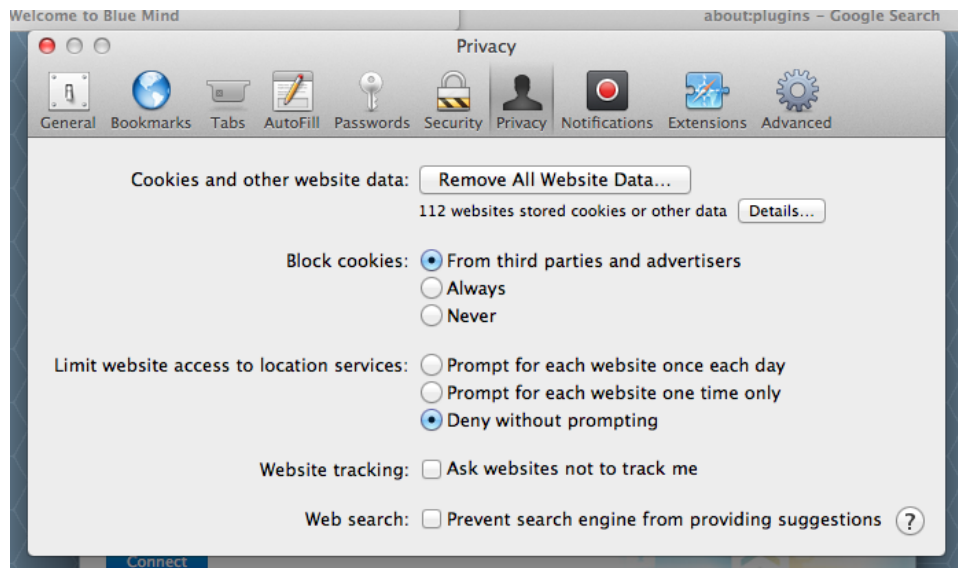 Welcome to Blue Mind
about:plugins – Google Search
Privacy
General Bookmarks Tabs AutoFill Passwords Security Privacy Notifications Extensions Advanced
Cookies and other website data: Remove All Website Data...
112 websites stored cookies or other data Details...
Block cookies: From third parties and advertisers
Always
Never
Limit website access to location services: Prompt for each website once each day
Prompt for each website one time only
Deny without prompting
Website tracking: Ask websites not to track me
Web search: Prevent search engine from providing suggestions ?
Connect